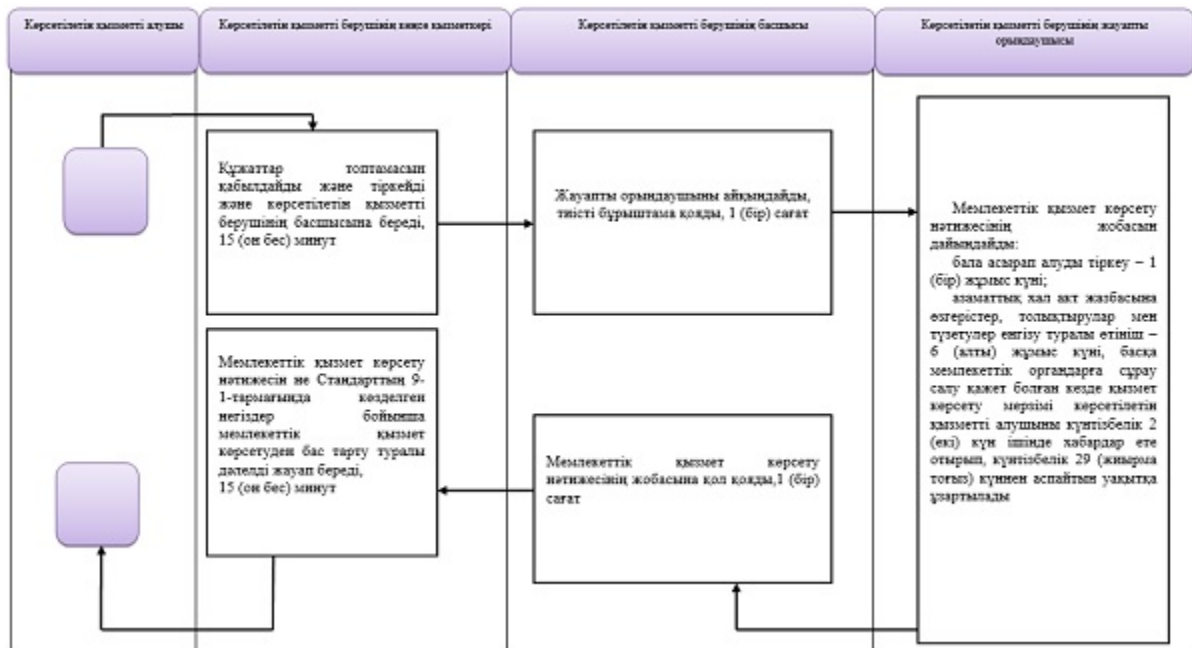 Көрсетілетін қызметті алушы
Көрсетілетін қызметті берушінің кеңсе қызметкері
Көрсетілетін қызметті берушінің басшысы
Көрсетілетін қызметті берушінің жауапты
орындаушысы
Құжаттар топтамасын
қабылдайды және тіркейді
және көрсетілетін қызметті
берушінің басшысына береді,
15 (он бес) минут
Жауапты орындаушыны айқындайды,
тиісті бұрыштама қояды, 1 (бір) сағат
Мемлекеттік қызмет көрсету
нәтижесінің жобасын
дайындайды:
бала асырап алуды тіркеу – 1
(бір) жұмыс күні;
азаматтық хал акт жазбасына
өзгерістер, толықтырулар мен
түзетулер енгізу туралы өтініш –
6 (алты) жұмыс күні, басқа
мемлекеттік органдарға сұрау
салу қажет болған кезде қызмет
көрсету мерзімі көрсетілетін
қызметті алушыны күнтізбелік 2
(екі) күн ішінде хабардар ете
отырып, күнтізбелік 29 (жиырма
тоғыз) күннен аспайтын уақытқа
ұзартылады
Мемлекеттік қызмет көрсету
нәтижесінің жобасына қол қояды,1 (бір)
сағат
Мемлекеттік қызмет көрсету
нәтижесін не Стандарттың 9-
1-тармағында көзделген
негіздер бойынша
мемлекеттік қызмет
көрсетуден бас тарту туралы
дәлелді жауап береді,
15 (он бес) минут